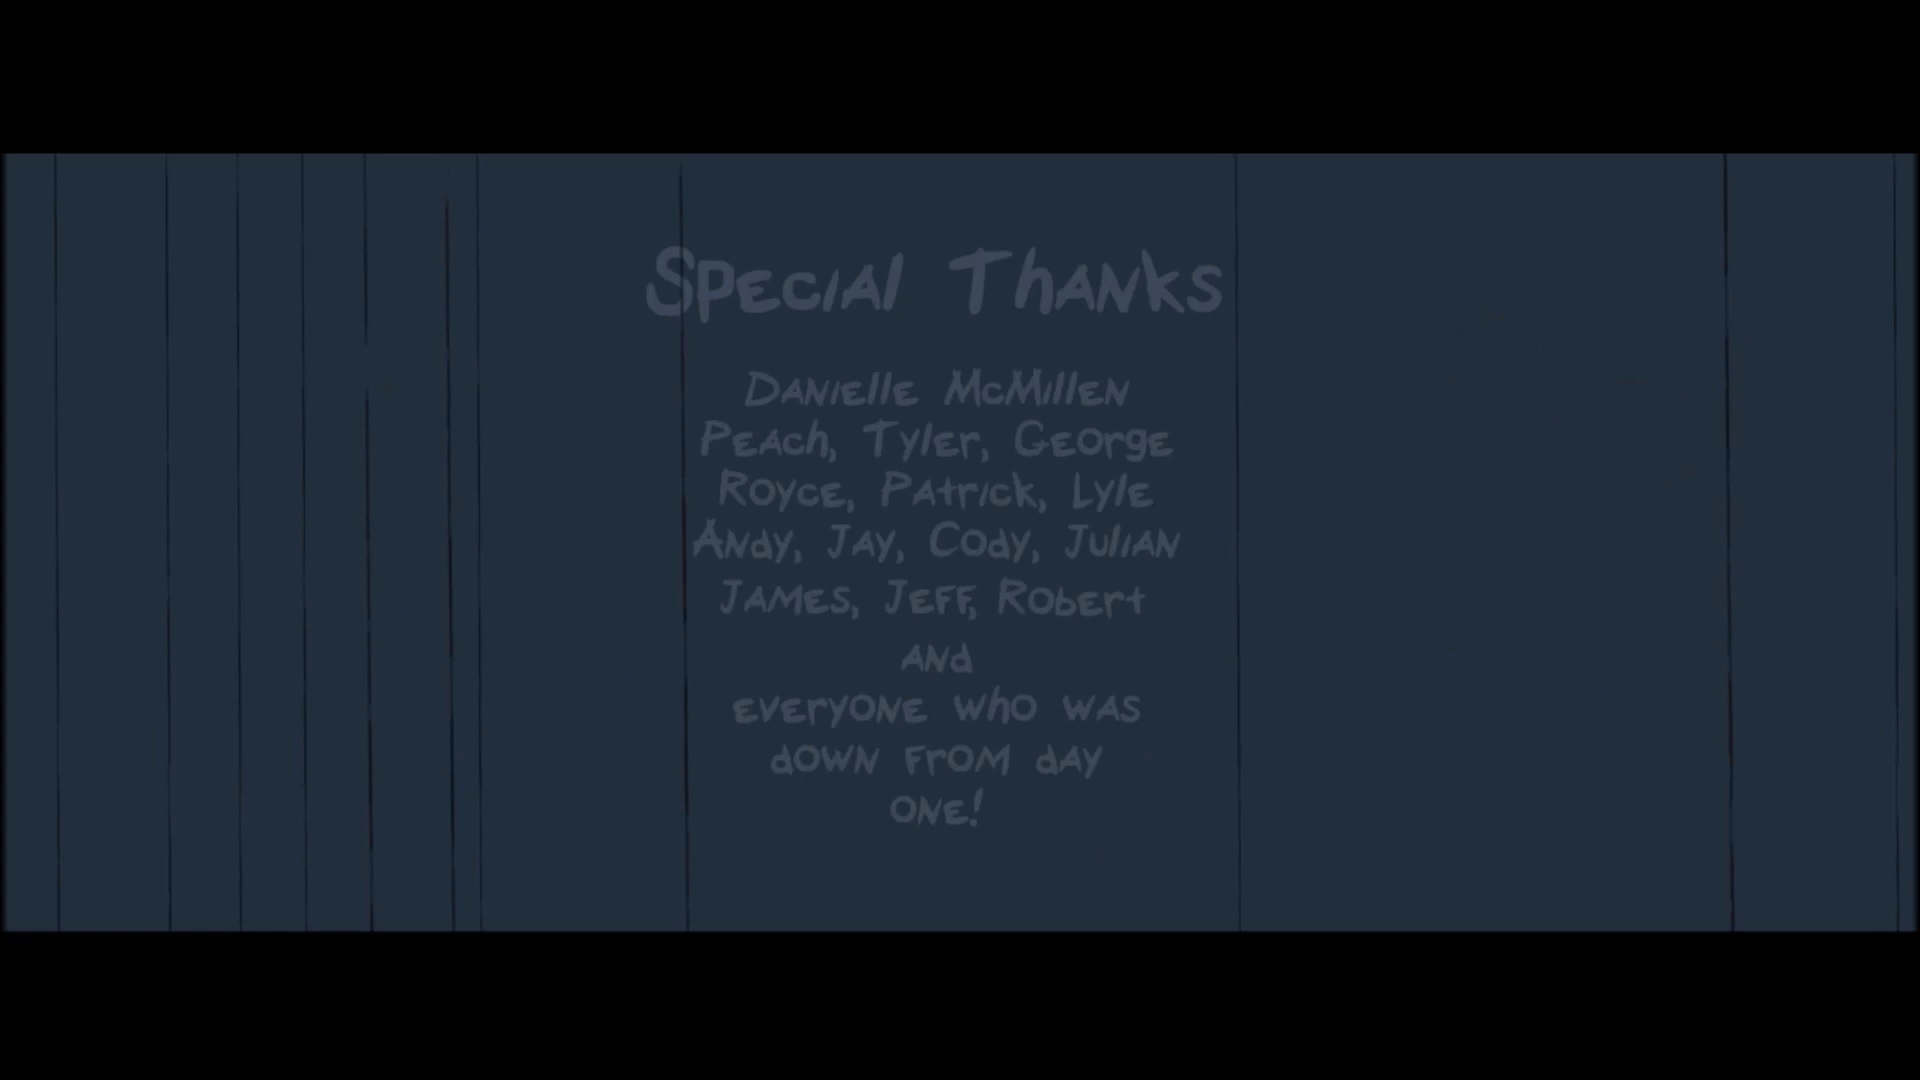 Special Thanks
Danielle McMillen
Peach, Tyler, George
Royce, Patrick, Lyle
Andy, Jay, Cody, Julian
James, Jeff, Robert
and
everyone who was
down from day
one!